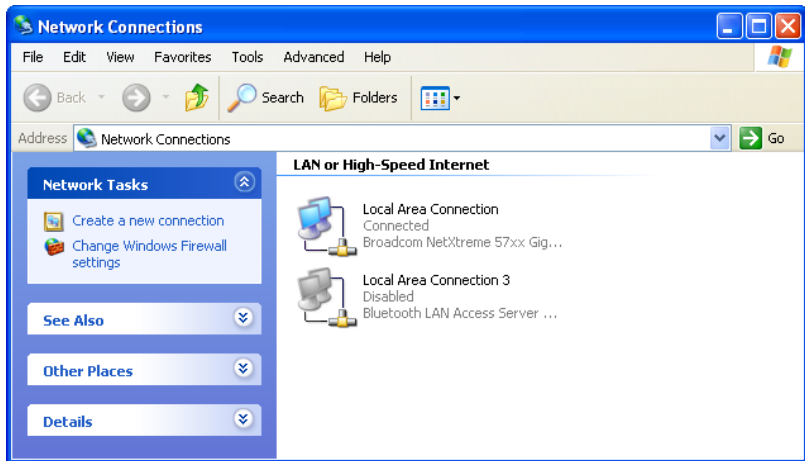 Network Connections
File Edit View Favorites Tools Advanced Help
Back Search Folders
Address Network Connections Go
Network Tasks
Create a new connection
Change Windows Firewall
settings
See Also
Other Places
Details
LAN or High-Speed Internet
Local Area Connection
Connected
Broadcom NetXtreme 57xx Gig...
Local Area Connection 3
Disabled
Bluetooth LAN Access Server ...